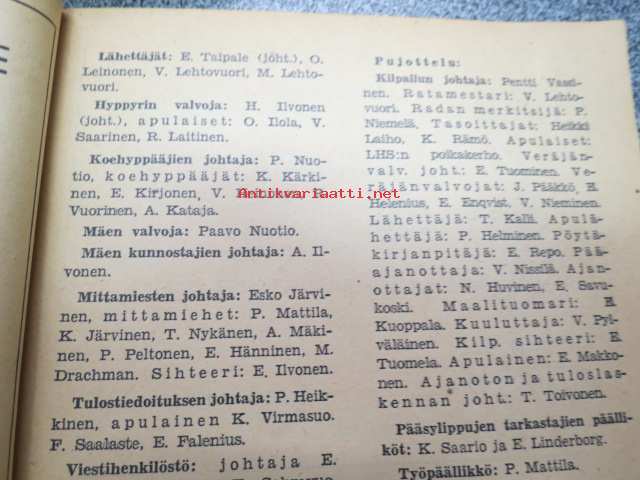 Lähettäjät: E. Taipale (joht.), O.
Leinonen, V. Lehtovuori, M. Lehto-
vuori.
Hyppyrin valvoja: H. Ilvonen
(joht.), apulaiset: O. Ilola, V.
Saarinen, R. Laitinen.
Koehyppääjien johtaja: P. Nuo-
tio, koehyppääjät: K. Kärki-
nen, E. Kirjonen, V.
Vuorinen, A. Kataja.
Mäen valvoja: Paavo Nuotio.
Mäen kunnostajien johtaja: A. Il-
vonen.
Mittamiesten johtaja: Esko Järvi-
nen, mittamiehet: P. Mattila,
K. Järvinen, T. Nykänen, A. Mäki-
nen, P. Peltonen, E. Hänninen, M.
Drachman. Sihteeri: E. Ilvonen.
Tulostiedoituksen johtaja: P. Heik-
kinen, apulainen K. Virmasuo.
F. Saalaste, E. Falenius.
Viestihenkilöstö: johtaja E.
Pujottelu:
Kilpailun johtaja: Pentti Vasi-
nen. Ratamestari: V. Lehto-
vuori. Radan merkitsijä: P.
Niemelä, Tasoittajat: Heikki
Laiho, K. Rämö. Apulaiset:
LHS:n poikakerho. Veräjän-
valv. joht.: E. Tuominen. Ve-
räjänvalvojat: J. Pääkkö, E.
Helenius, E. Enqvist, V. Nieminen.
Lähettäjä: T. Kalli. Apulä-
hettäjä: P. Helminen. Pöytä-
kirjanpitäjä: E. Repo. Pää-
ajanottaja: V. Nissilä. Ajan-
ottajat: N. Huvinen, E. Savu-
koski. Maalituomari:
Kuoppala. Kuuluttaja: V. Pyl-
väläinen. Kilp. sihteeri: E.
Tuomela. Apulainen: E. Makko-
nen. Ajanoton ja tuloslas-
kennan joht.: T. Toivonen.
Pääsylippujen tarkastajien päälli-
köt: K. Saario ja E. Linderborg.
Työpäällikkö: P. Mattila.
Antikvariaatti.net